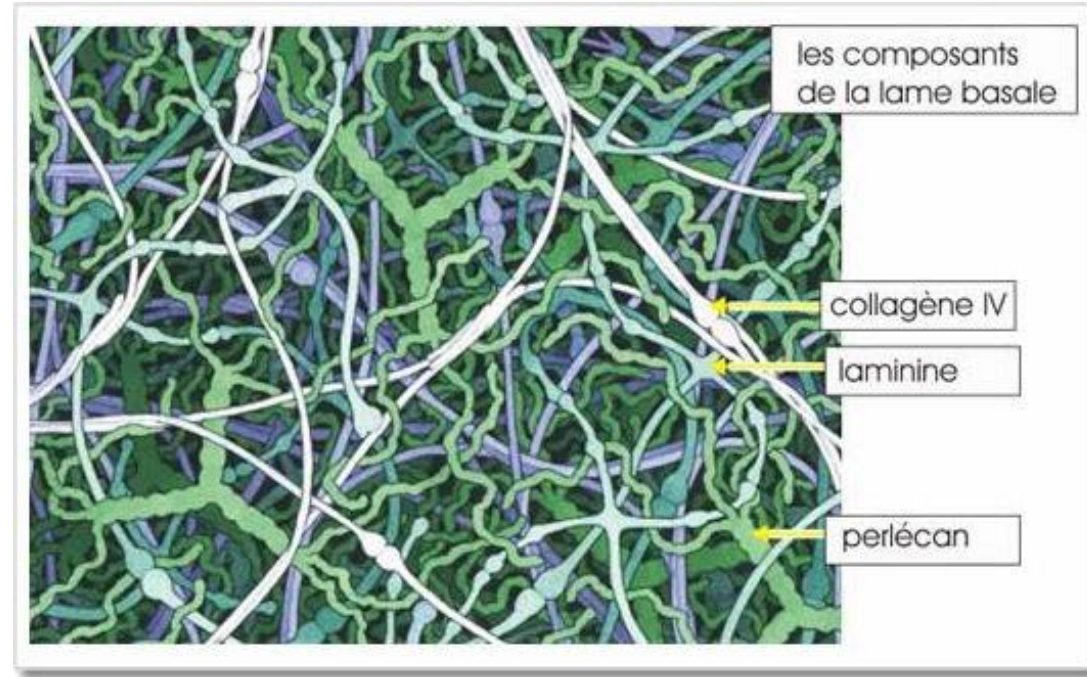 les composants
de la lame basale
collagène IV
laminine
perlécan